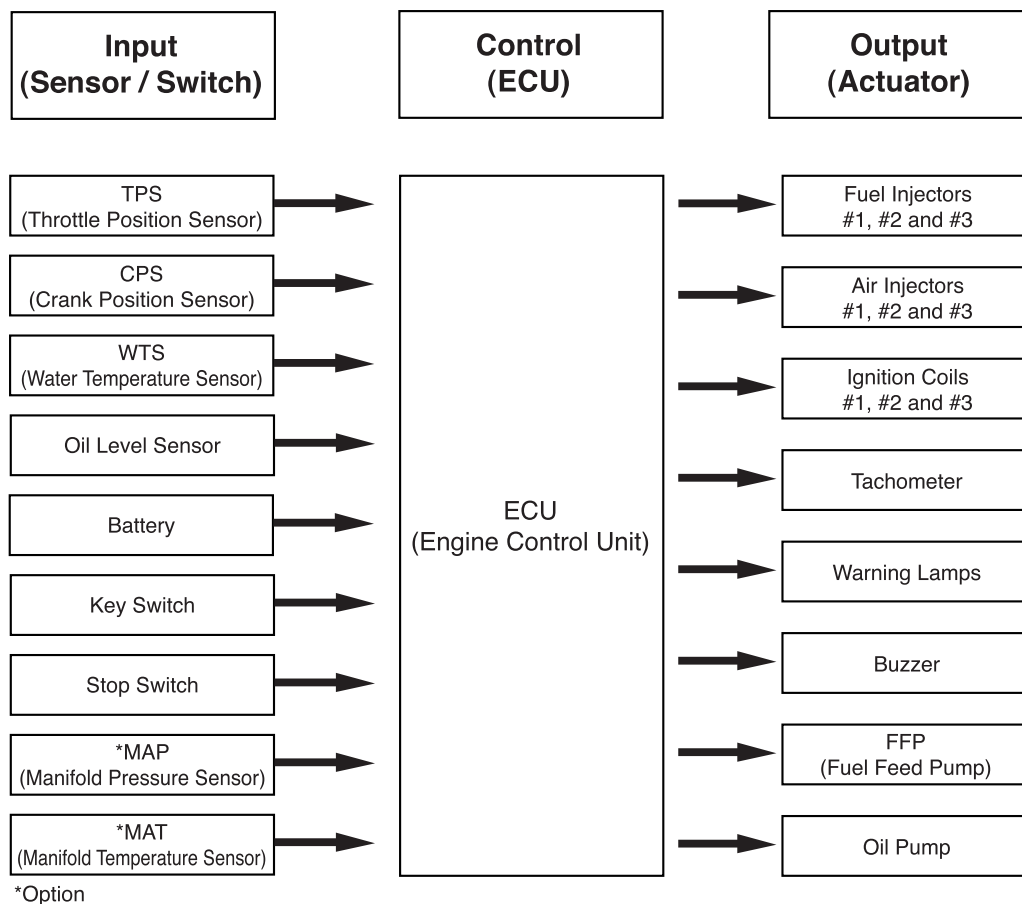 Input
(Sensor / Switch)
Control
(ECU)
Output
(Actuator)
TPS
(Throttle Position Sensor)
CPS
(Crank Position Sensor)
WTS
(Water Temperature Sensor)
Oil Level Sensor
Battery
Key Switch
Stop Switch
*MAP
(Manifold Pressure Sensor)
*MAT
(Manifold Temperature Sensor)
*Option
ECU
(Engine Control Unit)
Fuel Injectors
#1, #2 and #3
Air Injectors
#1, #2 and #3
Ignition Coils
#1, #2 and #3
Tachometer
Warning Lamps
Buzzer
FFP
(Fuel Feed Pump)
Oil Pump